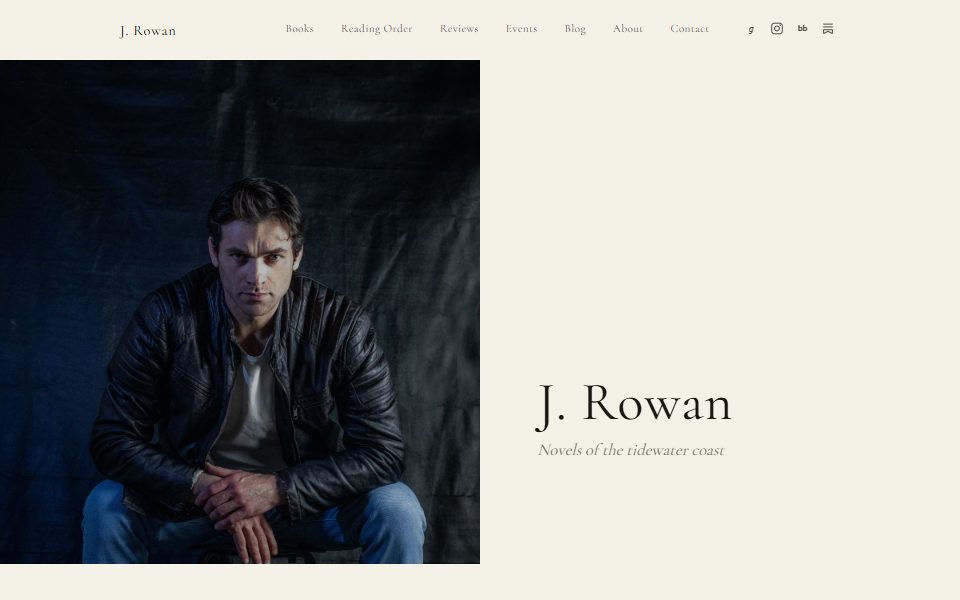 J. Rowan
Books Reading Order Reviews Events Blog About Contact g bb
J. Rowan
Novels of the tidewater coast